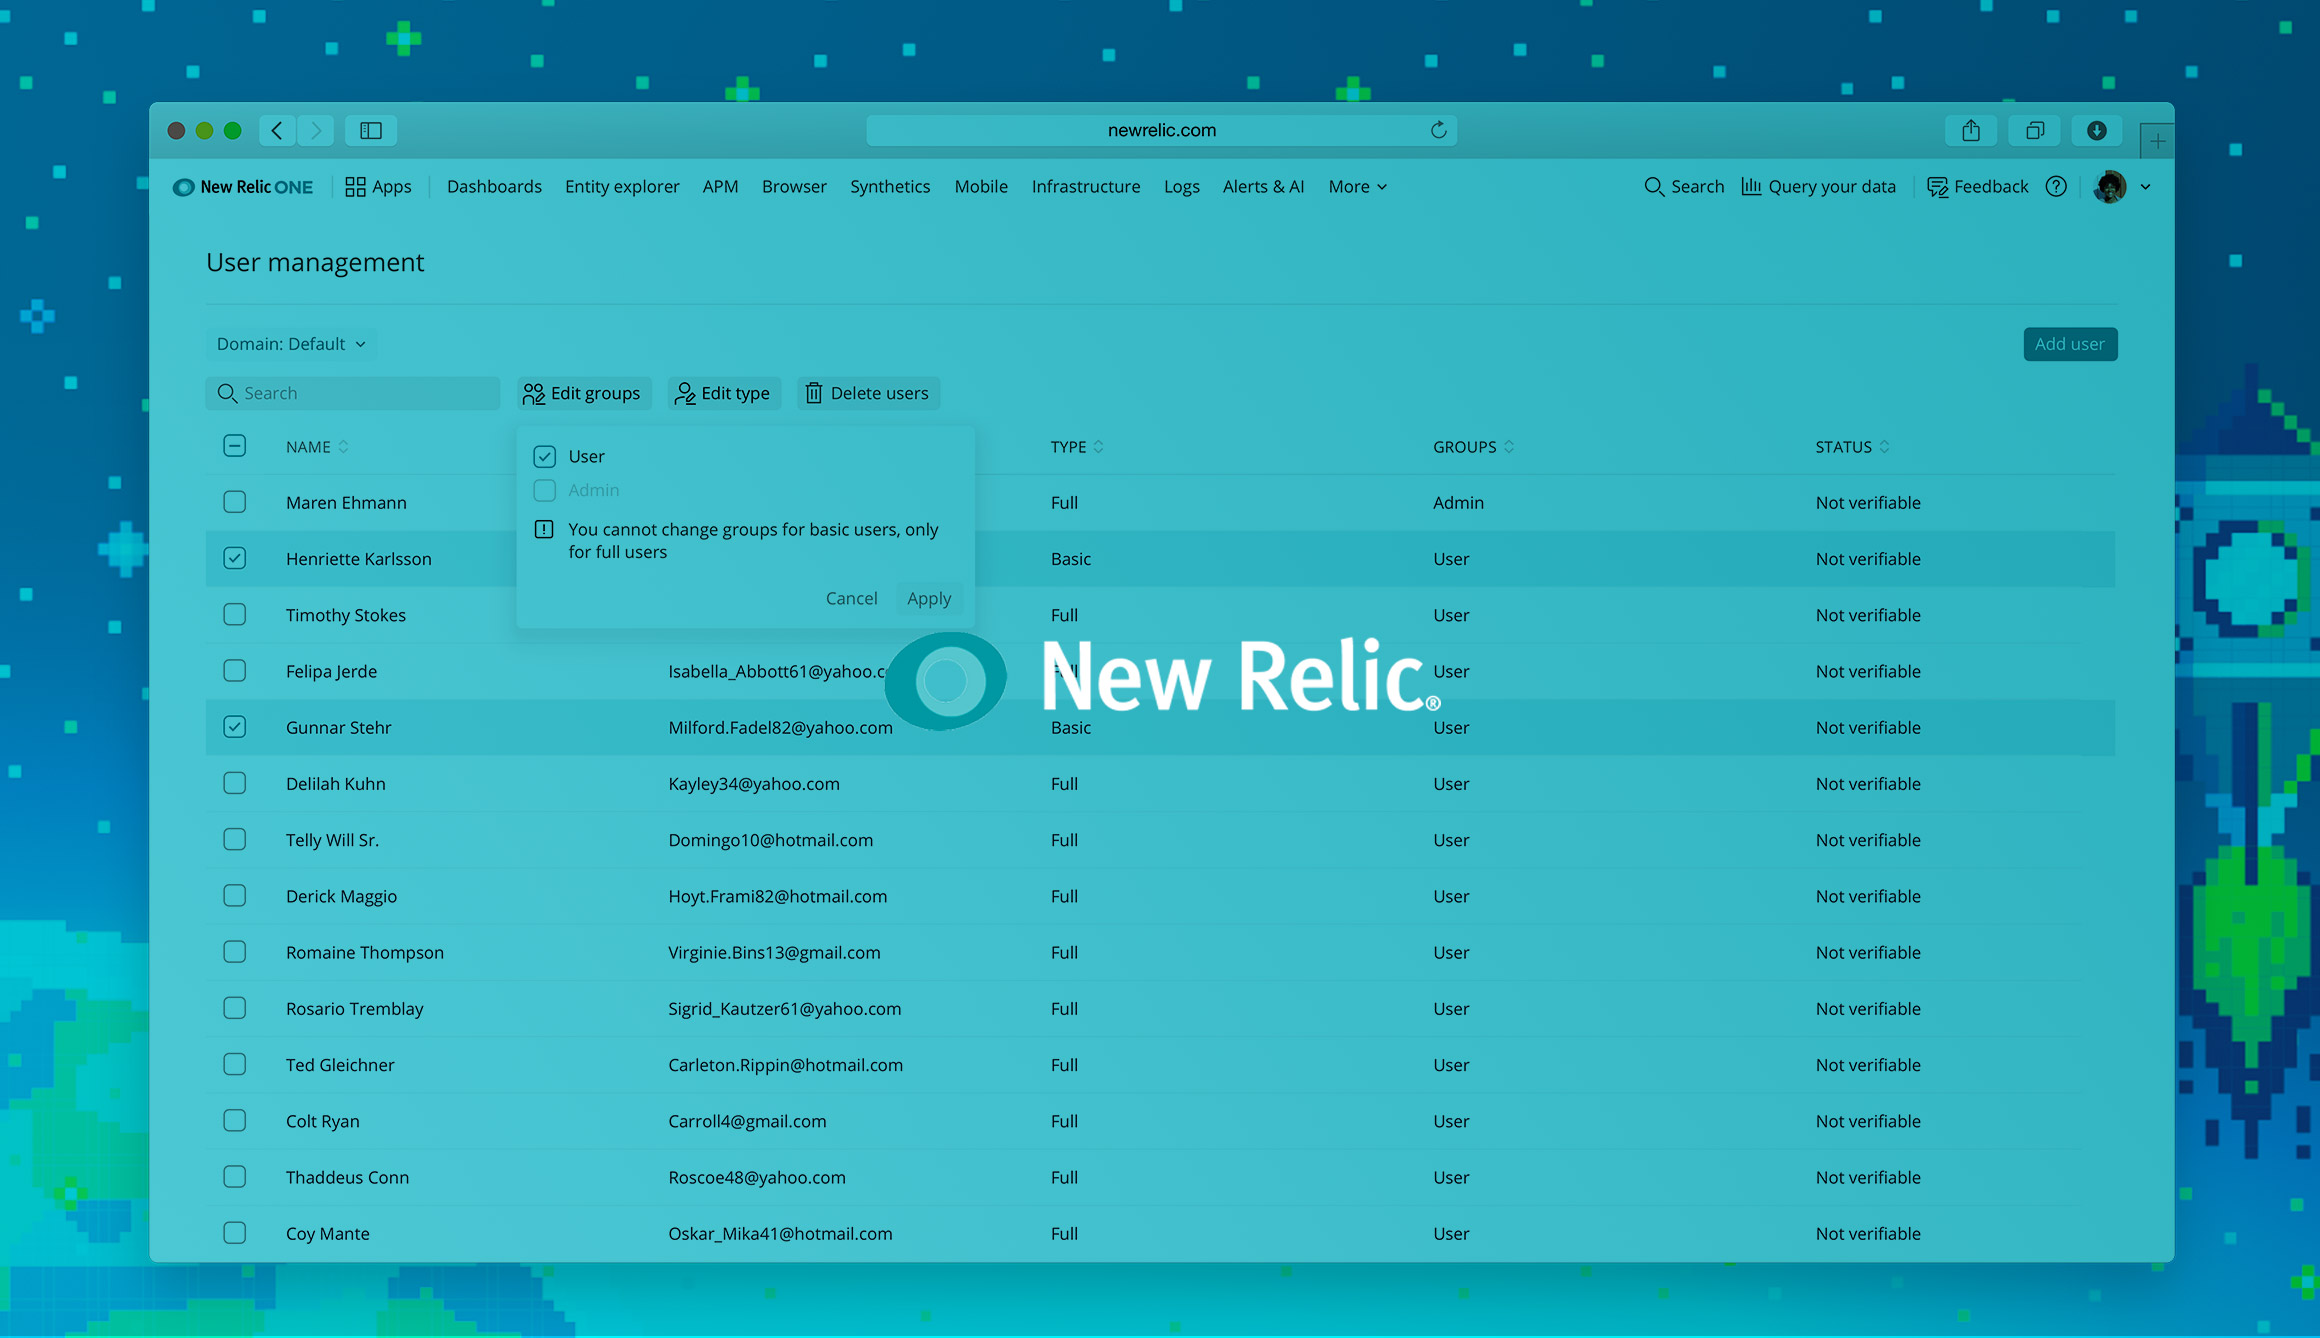 newrelic.com
New Relic ONE
Apps
Dashboards
Entity explorer
APM
Browser
Synthetics
Mobile
Infrastructure
Logs
Alerts & AI
More
Search
Query your data
Feedback
User management
Domain: Default
Add user
Search
Edit groups
Edit type
Delete users
NAME
TYPE
GROUPS
STATUS
User
Admin
You cannot change groups for basic users, only
for full users
Cancel
Apply
Maren Ehmann
Full
Admin
Not verifiable
Henriette Karlsson
Basic
User
Not verifiable
Timothy Stokes
Full
User
Not verifiable
Felipa Jerde
User
Not verifiable
New Relic®
Gunnar Stehr
Milford.Fadel82@yahoo.com
Basic
User
Not verifiable
Delilah Kuhn
Kayley34@yahoo.com
Full
User
Not verifiable
Telly Will Sr.
Domingo10@hotmail.com
Full
User
Not verifiable
Derick Maggio
Hoyt.Frami82@hotmail.com
Full
User
Not verifiable
Romaine Thompson
Virginie.Bins13@gmail.com
Full
User
Not verifiable
Rosario Tremblay
Sigrid_Kautzer61@yahoo.com
Full
User
Not verifiable
Ted Gleichner
Carleton.Rippin@hotmail.com
Full
User
Not verifiable
Colt Ryan
Carroll4@gmail.com
Full
User
Not verifiable
Thaddeus Conn
Roscoe48@yahoo.com
Full
User
Not verifiable
Coy Mante
Oskar_Mika41@hotmail.com
Full
User
Not verifiable